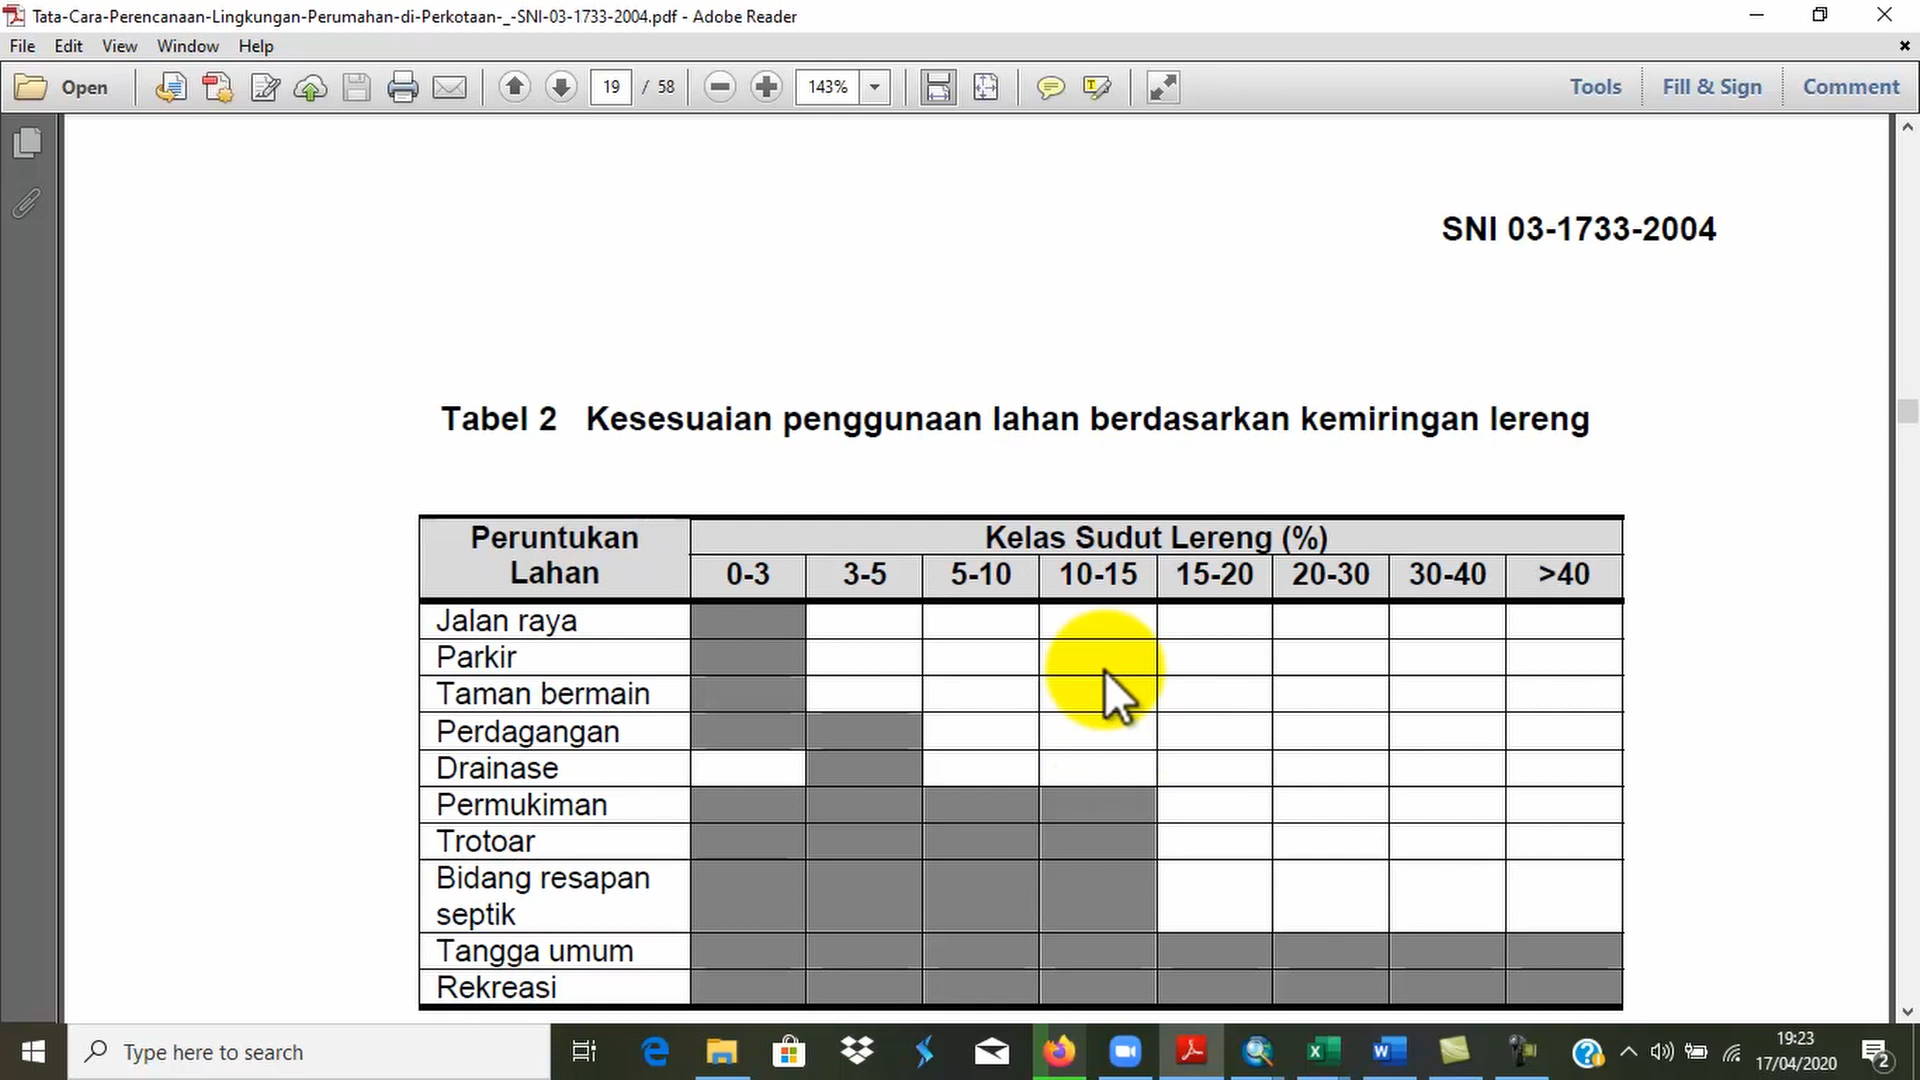 Tata-Cara-Perencanaan-Lingkungan-Perumahan-di-Perkotaan-_-SNI-03-1733-2004.pdf - Adobe Reader
File Edit View Window Help
Open 19 / 58 143% Tools Fill & Sign Comment
SNI 03-1733-2004
Tabel 2 Kesesuaian penggunaan lahan berdasarkan kemiringan lereng
Peruntukan Lahan
Kelas Sudut Lereng (%)
0-3 3-5 5-10 10-15 15-20 20-30 30-40 >40
Jalan raya
Parkir
Taman bermain
Perdagangan
Drainase
Permukiman
Trotoar
Bidang resapan
septik
Tangga umum
Rekreasi
Type here to search
19:23
17/04/2020
2